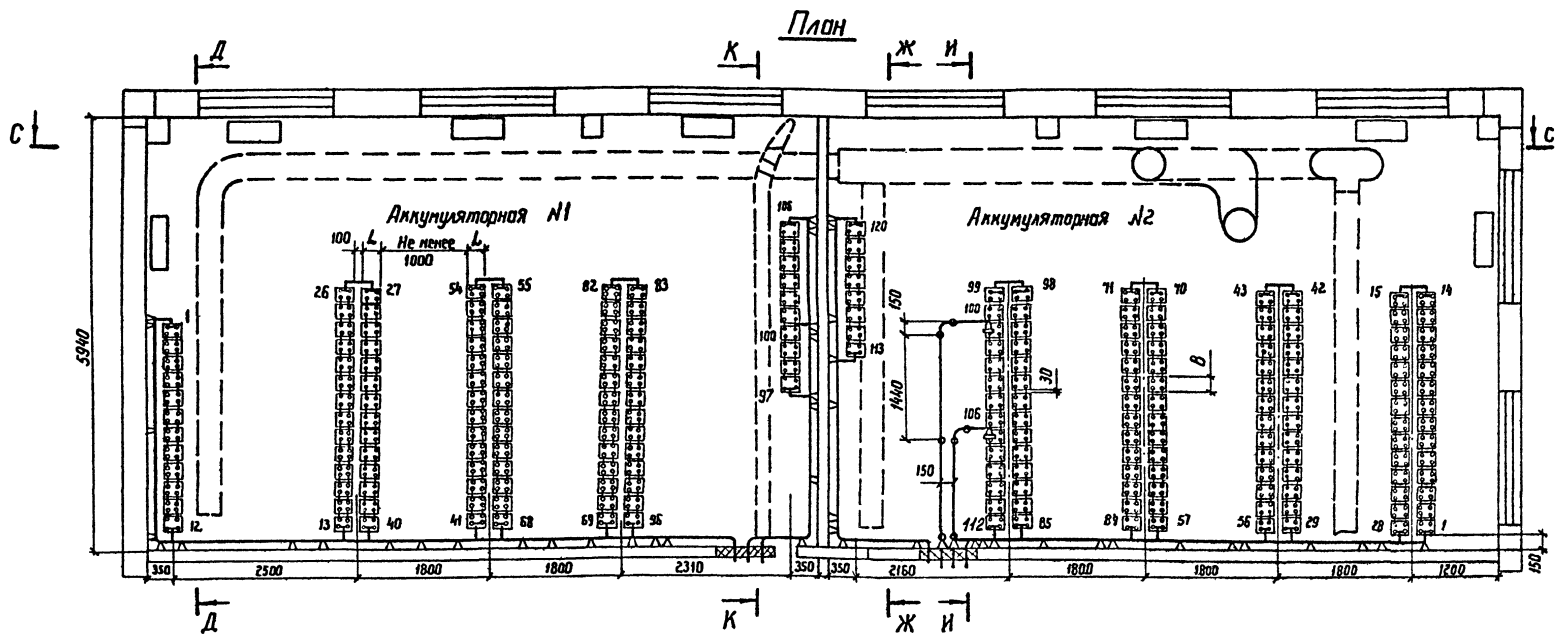 План
Д К Ж И
С С
Аккумуляторная №1 Аккумуляторная №2
106 120
100 L Не менее L
1000
26 27 54 55 82 83 99 98 71 70 43 42 15 14
100
150
1
5940
100 113
30 В
97
1440
106
150
12 13 40 41 68 69 96 112 85 84 57 56 29 28 1
150
350 2500 1800 1800 2310 350 350 2160 1800 1800 1800 1200
Д К Ж И